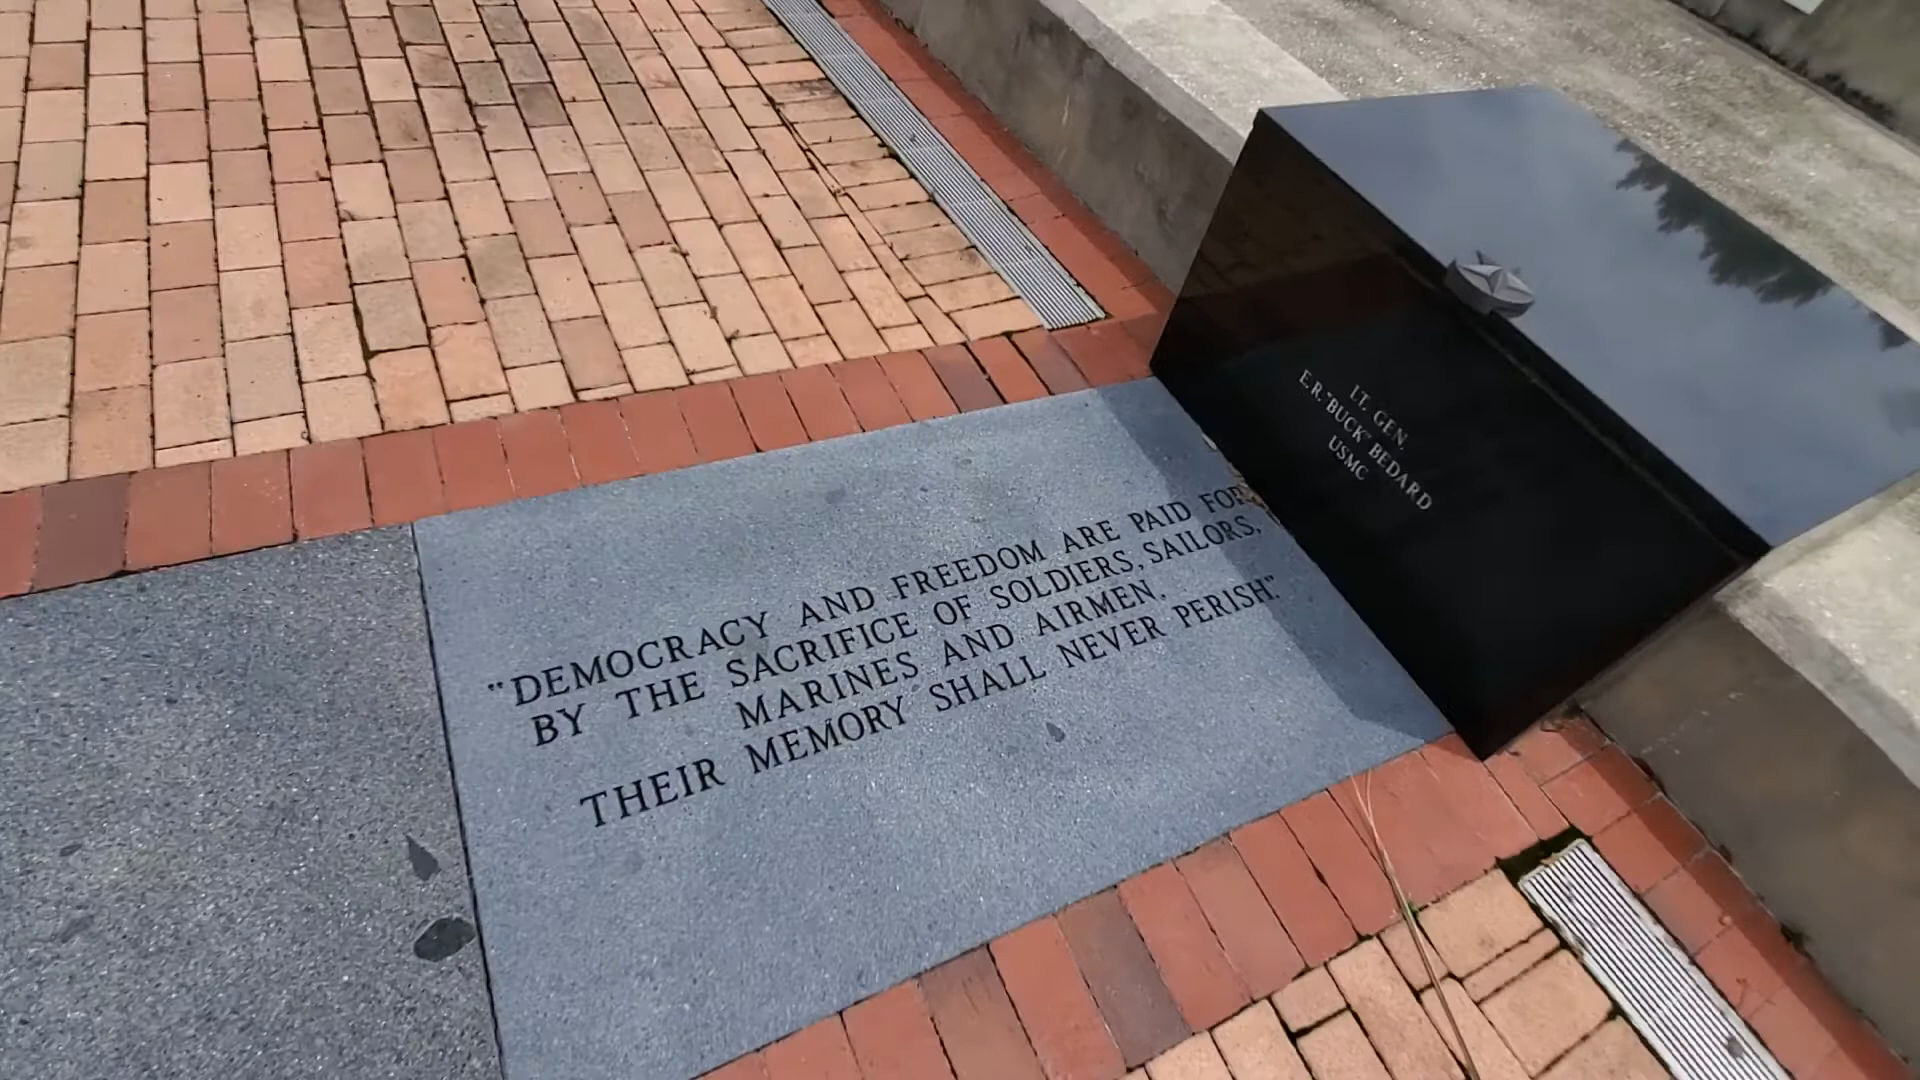 "DEMOCRACY AND FREEDOM ARE PAID FOR
BY THE SACRIFICE OF SOLDIERS, SAILORS,
MARINES AND AIRMEN.
THEIR MEMORY SHALL NEVER PERISH."
LT. GEN.
E.R. "BUCK" BEDARD
USMC